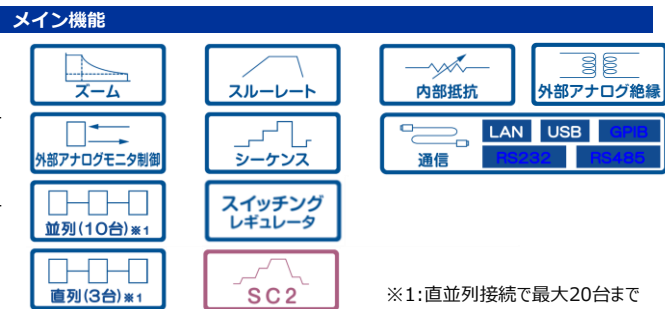 メイン機能
ズーム
スルーレート
内部抵抗
外部アナログ絶縁
外部アナログモニタ制御
シーケンス
通信
LAN USB GPIB
RS232 RS485
並列(10台)※1
スイッチング
レギュレータ
直列(3台)※1
SC2
※1:直並列接続で最大20台まで